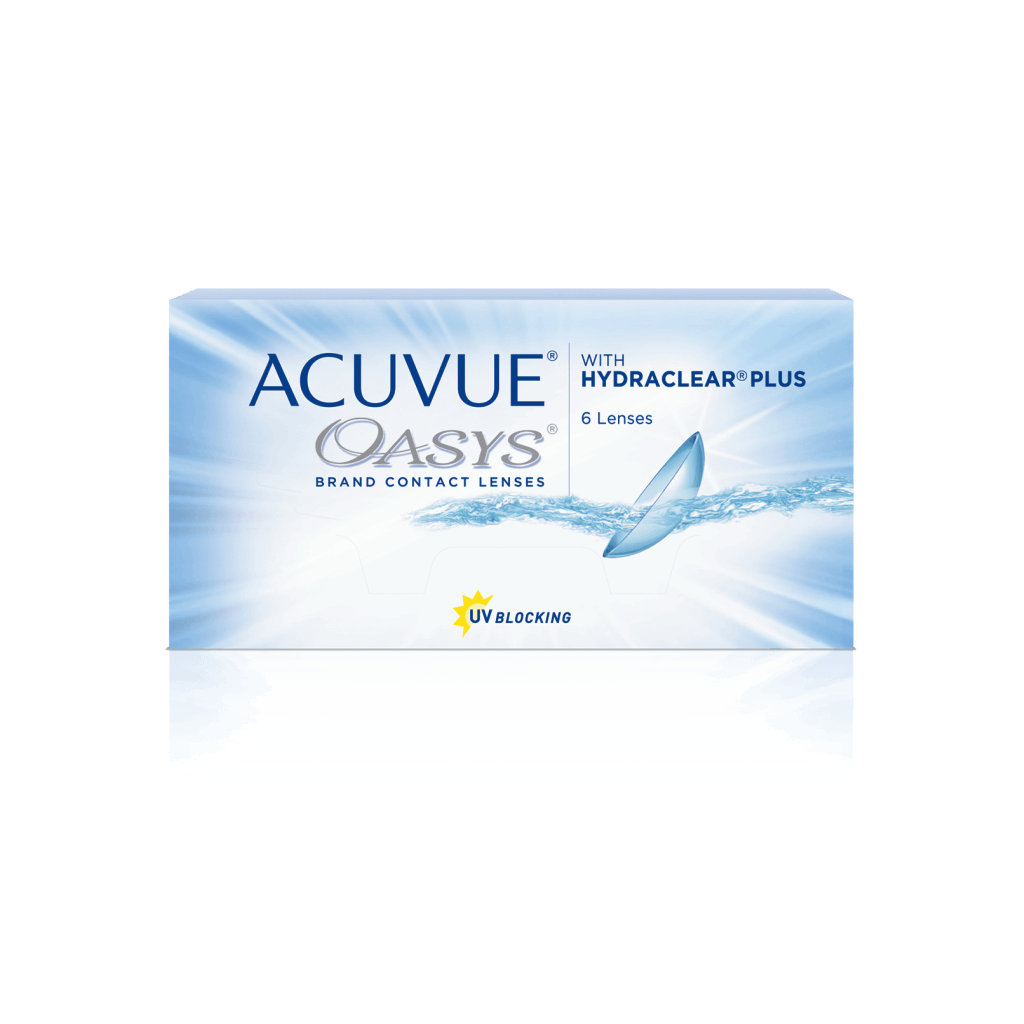 ACUVUE®
OASYS®
BRAND CONTACT LENSES
WITH
HYDRACLEAR® PLUS
6 Lenses
UV BLOCKING